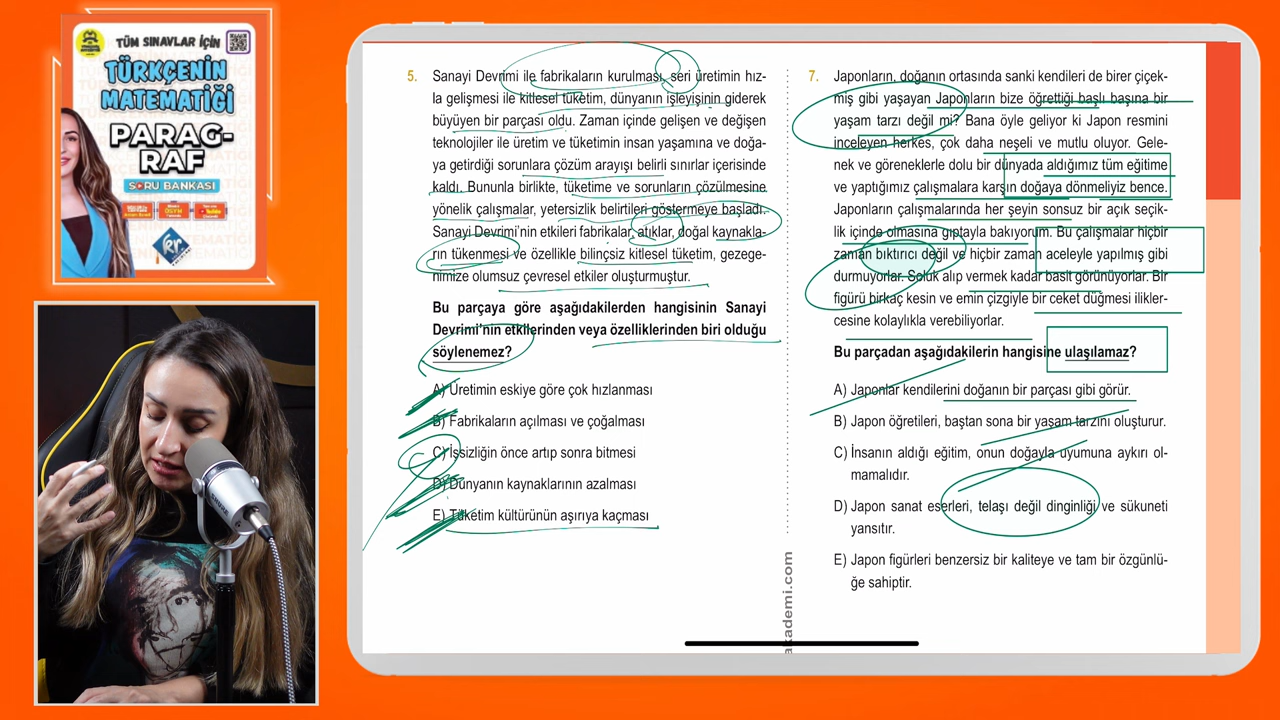 TÜM SINAVLAR İÇİN
TÜRKÇENİN
MATEMATİĞİ
PARAG-
RAF
SORU BANKASI
5. Sanayi Devrimi ile fabrikaların kurulması, seri üretimin hız-
la gelişmesi ile kitlesel tüketim, dünyanın işleyişinin giderek
büyüyen bir parçası oldu. Zaman içinde gelişen ve değişen
teknolojiler ile üretim ve tüketimin insan yaşamına ve doğa-
ya getirdiği sorunlara çözüm arayışı belirli sınırlar içerisinde
kaldı. Bununla birlikte, tüketime ve sorunların çözülmesine
yönelik çalışmalar, yetersizlik belirtileri göstermeye başladı.
Sanayi Devrimi'nin etkileri fabrikalar, atıklar, doğal kaynakla-
rın tükenmesi ve özellikle bilinçsiz kitlesel tüketim, gezege-
nimize olumsuz çevresel etkiler oluşturmuştur.
Bu parçaya göre aşağıdakilerden hangisinin Sanayi
Devrimi'nin etkilerinden veya özelliklerinden biri olduğu
söylenemez?
A) Üretimin eskiye göre çok hızlanması
B) Fabrikaların açılması ve çoğalması
C) İşsizliğin önce artıp sonra bitmesi
D) Dünyanın kaynaklarının azalması
E) Tüketim kültürünün aşırıya kaçması
akademi.com
7. Japonların, doğanın ortasında sanki kendileri de birer çiçek-
miş gibi yaşayan Japonların bize öğrettiği başlı başına bir
yaşam tarzı değil mi? Bana öyle geliyor ki Japon resmini
inceleyen herkes, çok daha neşeli ve mutlu oluyor. Gele-
nek ve göreneklerle dolu bir dünyada aldığımız tüm eğitime
ve yaptığımız çalışmalara karşın doğaya dönmeliyiz bence.
Japonların çalışmalarında her şeyin sonsuz bir açık seçik-
lik içinde olmasına gıptayla bakıyorum. Bu çalışmalar hiçbir
zaman bıktırıcı değil ve hiçbir zaman aceleyle yapılmış gibi
durmuyorlar. Soluk alıp vermek kadar basit görünüyorlar. Bir
figürü birkaç kesin ve emin çizgiyle bir ceket düğmesi ilikler-
cesine kolaylıkla verebiliyorlar.
Bu parçadan aşağıdakilerin hangisine ulaşılamaz?
A) Japonlar kendilerini doğanın bir parçası gibi görür.
B) Japon öğretileri, baştan sona bir yaşam tarzını oluşturur.
C) İnsanın aldığı eğitim, onun doğayla uyumuna aykırı ol-
mamalıdır.
D) Japon sanat eserleri, telaşı değil dinginliği ve sükuneti
yansıtır.
E) Japon figürleri benzersiz bir kaliteye ve tam bir özgünlü-
ğe sahiptir.